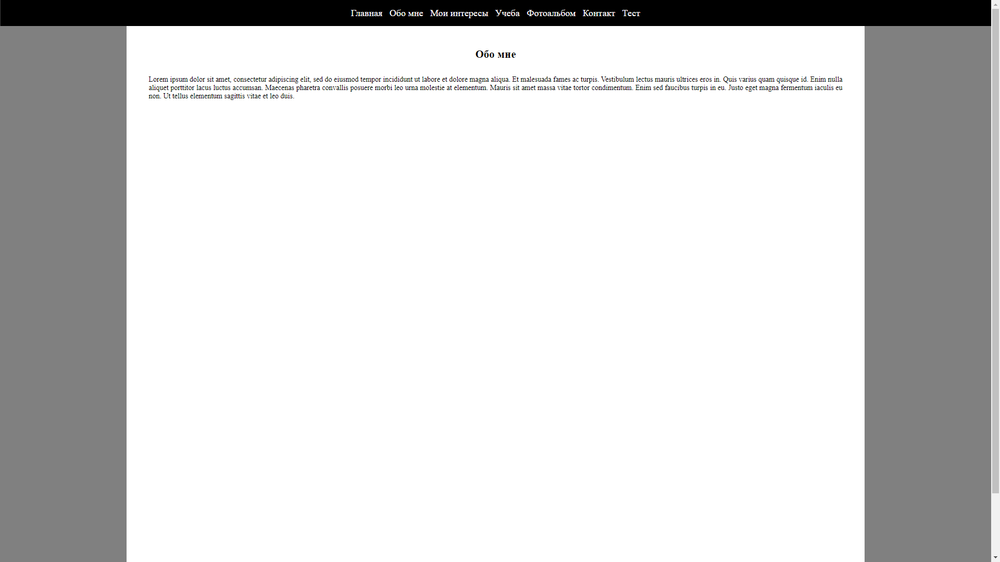 Главная Обо мне Мои интересы Учеба Фотоальбом Контакт Тест
Обо мне
Lorem ipsum dolor sit amet, consectetur adipiscing elit, sed do eiusmod tempor incididunt ut labore et dolore magna aliqua. Et malesuada fames ac turpis. Vestibulum lectus mauris ultrices eros in. Quis varius quam quisque id. Enim nulla
aliquet porttitor lacus luctus accumsan. Maecenas pharetra convallis posuere morbi leo urna molestie at elementum. Mauris sit amet massa vitae tortor condimentum. Enim sed faucibus turpis in eu. Justo eget magna fermentum iaculis eu
non. Ut tellus elementum sagittis vitae et leo duis.